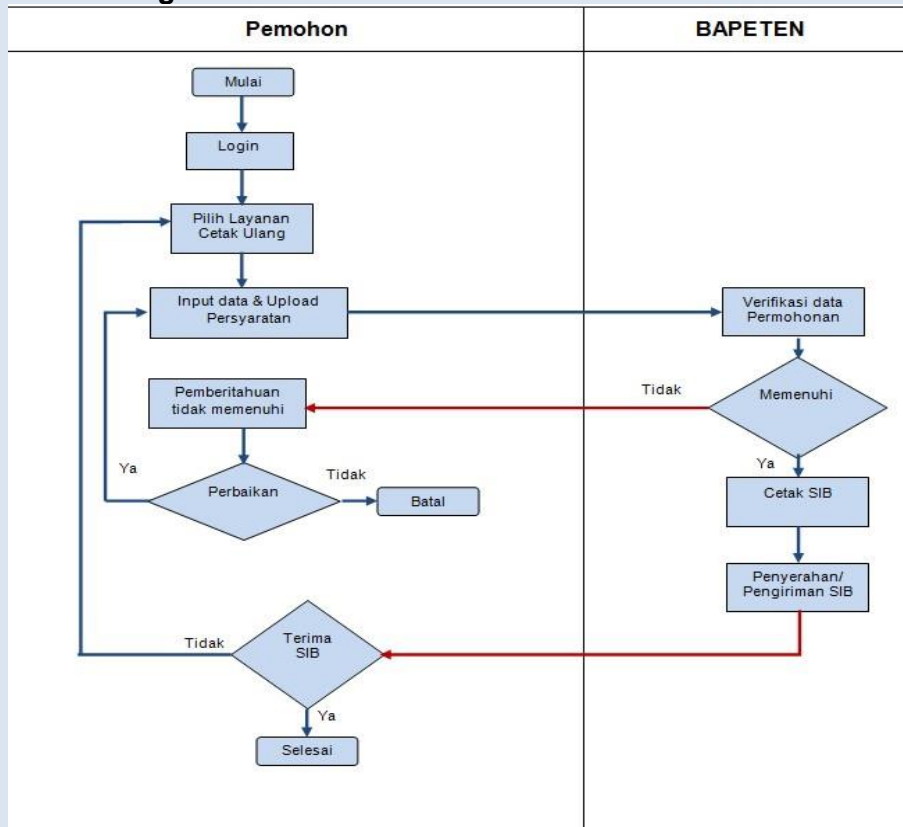 Pemohon
BAPETEN
Mulai
Login
Pilih Layanan
Cetak Ulang
Input data & Upload
Persyaratan
Verifikasi data
Permohonan
Pemberitahuan
tidak memenuhi
Tidak
Memenuhi
Ya
Perbaikan
Tidak
Batal
Ya
Cetak SIB
Penyerahan/
Pengiriman SIB
Tidak
Terima
SIB
Ya
Selesai